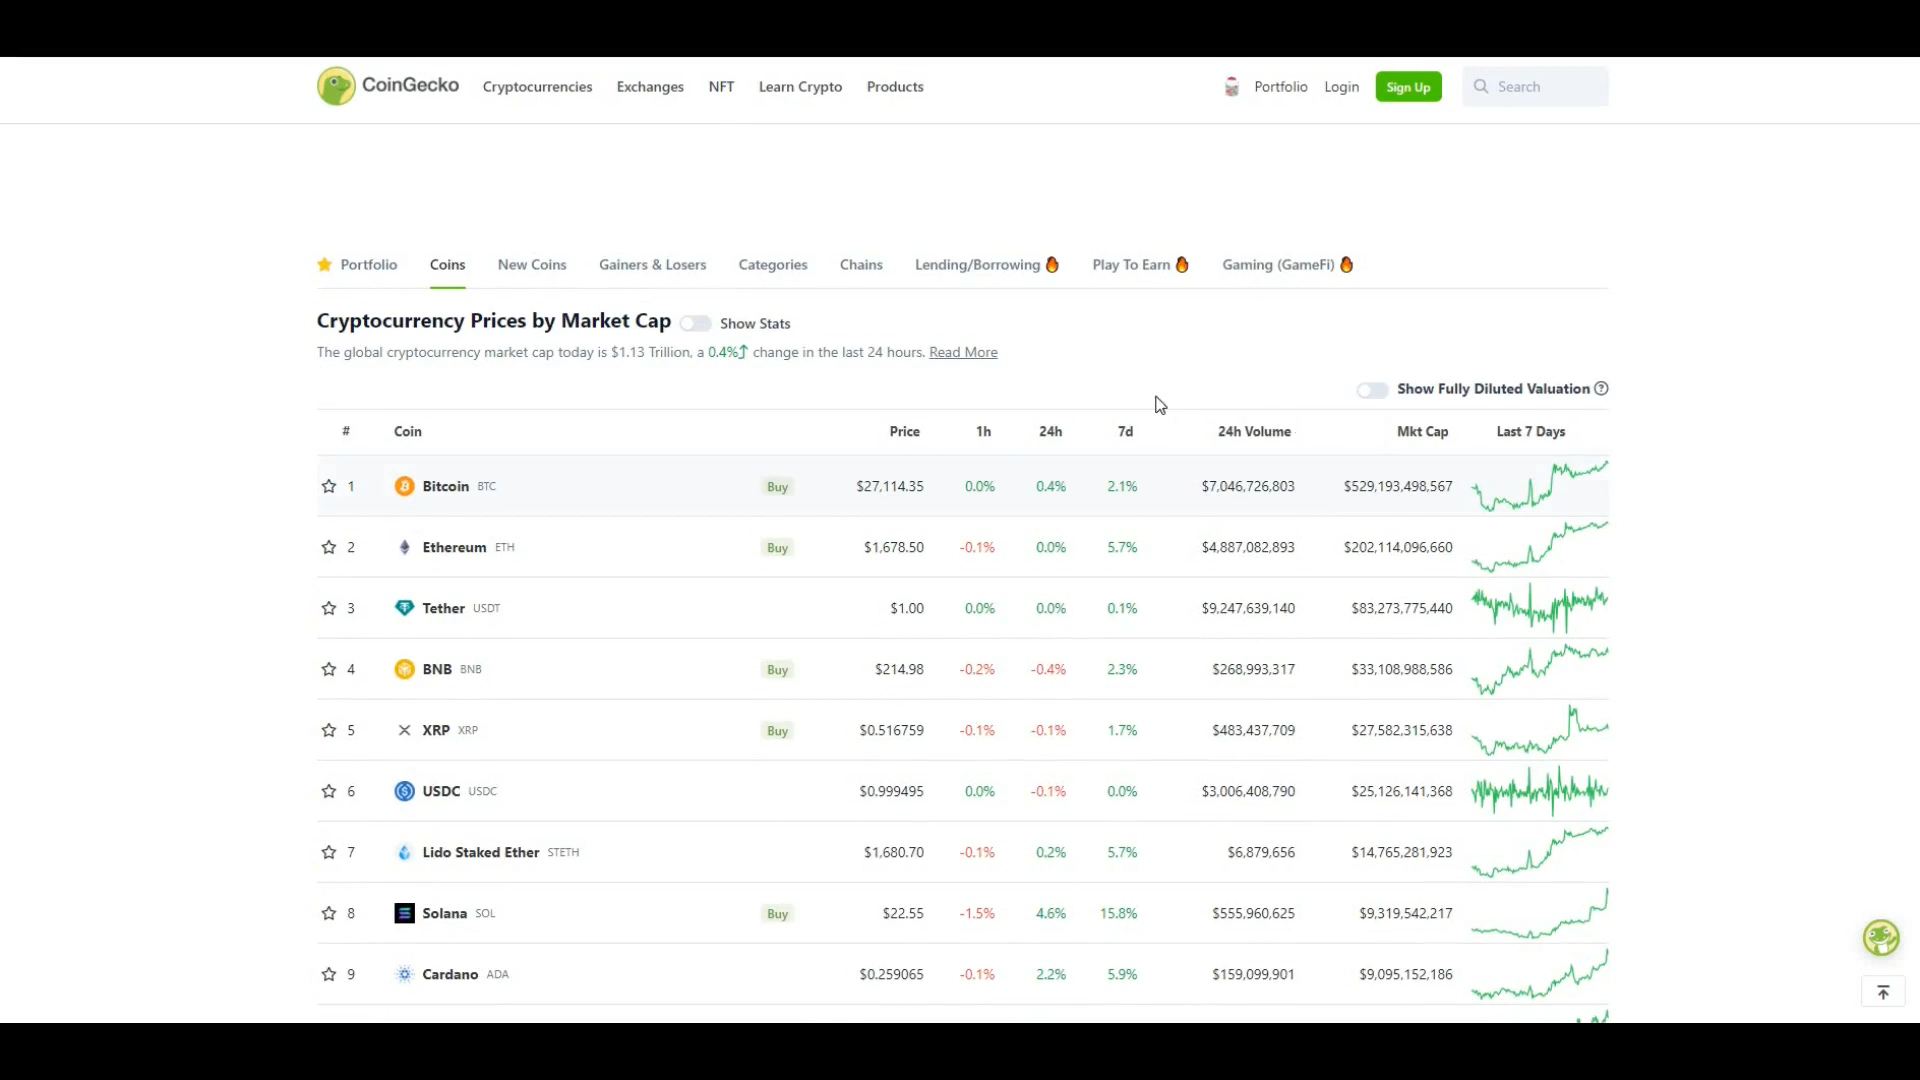 CoinGecko Cryptocurrencies Exchanges NFT Learn Crypto Products Portfolio Login Sign Up Search
Portfolio Coins New Coins Gainers & Losers Categories Chains Lending/Borrowing Play To Earn Gaming (GameFi)
Cryptocurrency Prices by Market Cap Show Stats
The global cryptocurrency market cap today is $1.13 Trillion, a 0.4% change in the last 24 hours. Read More
Show Fully Diluted Valuation
# Coin Price 1h 24h 7d 24h Volume Mkt Cap Last 7 Days
1 Bitcoin BTC Buy $27,114.35 0.0% 0.4% 2.1% $7,046,726,803 $529,193,498,567
2 Ethereum ETH Buy $1,678.50 -0.1% 0.0% 5.7% $4,887,082,893 $202,114,096,660
3 Tether USDT $1.00 0.0% 0.0% 0.1% $9,247,639,140 $83,273,775,440
4 BNB BNB Buy $214.98 -0.2% -0.4% 2.3% $268,993,317 $33,108,988,586
5 XRP XRP Buy $0.516759 -0.1% -0.1% 1.7% $483,437,709 $27,582,315,638
6 USDC USDC $0.999495 0.0% -0.1% 0.0% $3,006,408,790 $25,126,141,368
7 Lido Staked Ether STETH $1,680.70 -0.1% 0.2% 5.7% $6,879,656 $14,765,281,923
8 Solana SOL Buy $22.55 -1.5% 4.6% 15.8% $555,960,625 $9,319,542,217
9 Cardano ADA $0.259065 -0.1% 2.2% 5.9% $159,099,901 $9,095,152,186